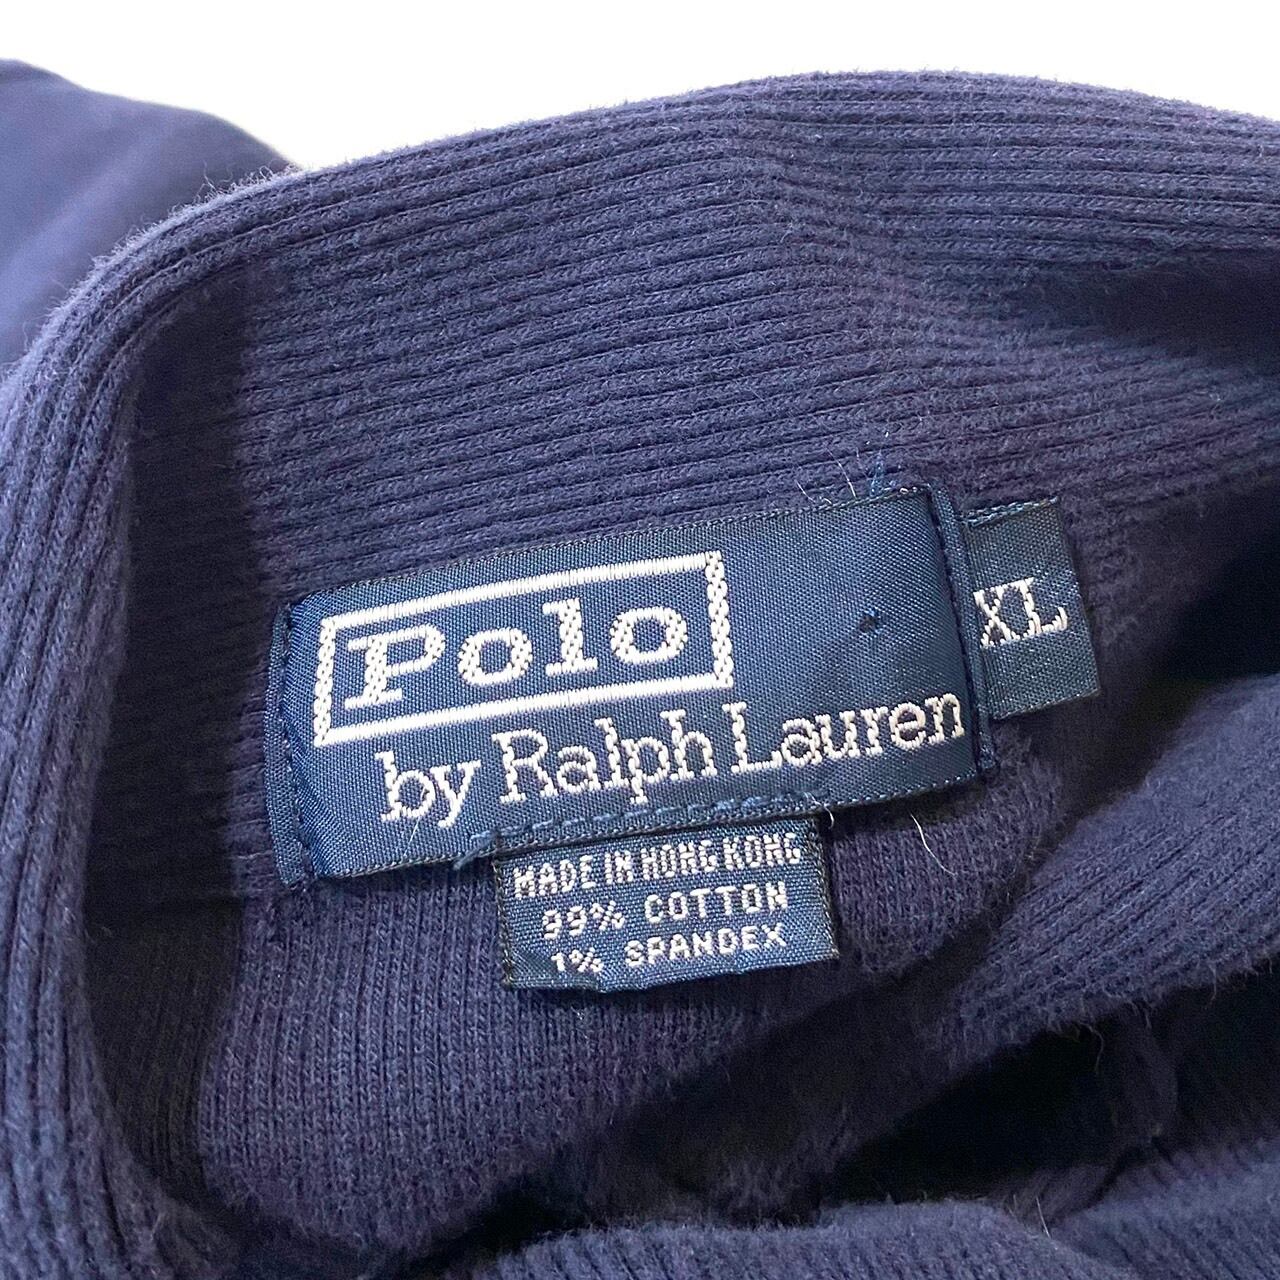 Polo
by Ralph Lauren
XL
MADE IN HONG KONG
99% COTTON
1% SPANDEX